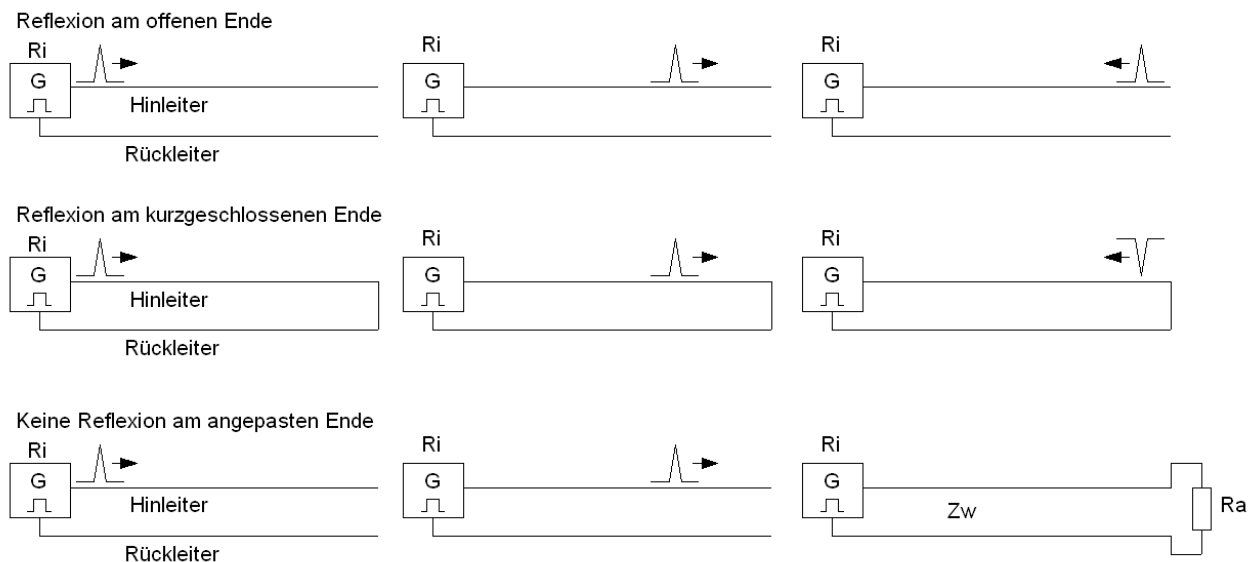 Reflexion am offenen Ende
Ri Ri Ri
G G G
Hinleiter
Rückleiter
Reflexion am kurzgeschlossenen Ende
Ri Ri Ri
G G G
Hinleiter
Rückleiter
Keine Reflexion am angepasten Ende
Ri Ri Ri
G G G
Hinleiter Zw Ra
Rückleiter